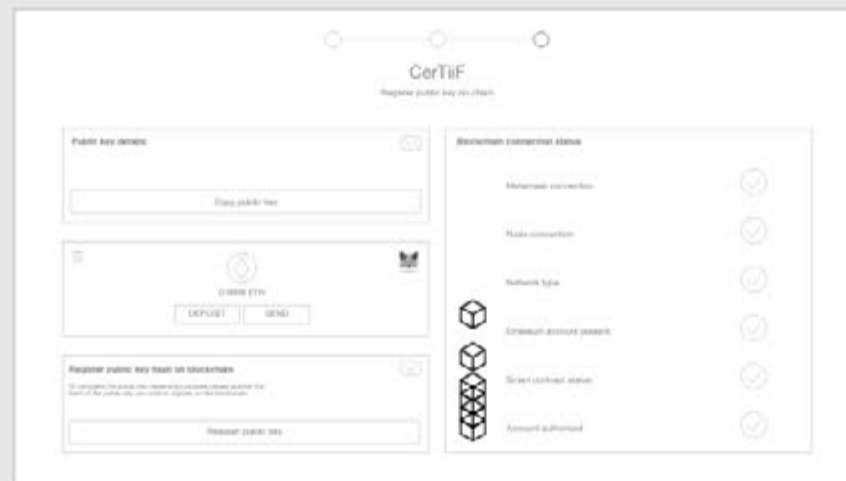 CerTiiF
Register public key on chain
Public key details
Copy public key
ETH
DEPOSIT
SEND
Register public key hash on blockchain
Register public key
Blockchain connection status
Metamask connection
Node connection
Network type
Ethereum account present
Smart contract status
Account authorised